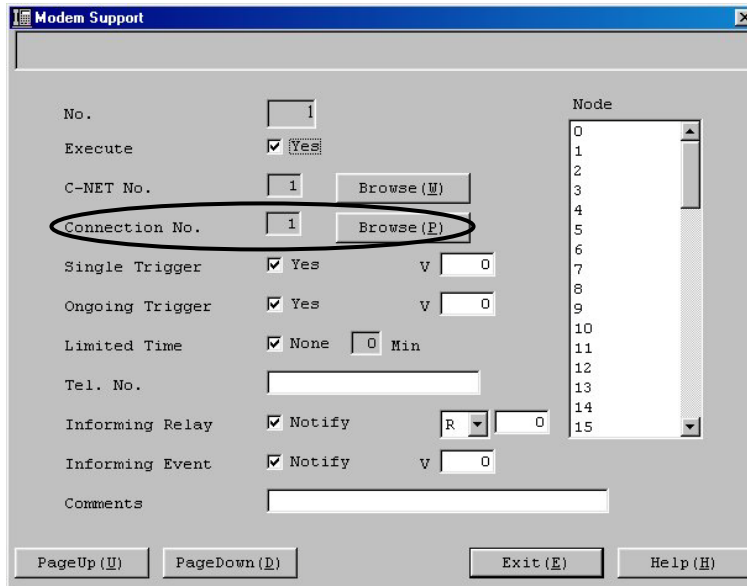 Modem Support
No. 1
Execute Yes
C-NET No. 1 Browse(W)
Connection No. 1 Browse(P)
Single Trigger Yes V 0
Ongoing Trigger Yes V 0
Limited Time None 0 Min
Tel. No.
Informing Relay Notify R 0
Informing Event Notify V 0
Comments
Node
0
1
2
3
4
5
6
7
8
9
10
11
12
13
14
15
PageUp(U) PageDown(D) Exit(E) Help(H)